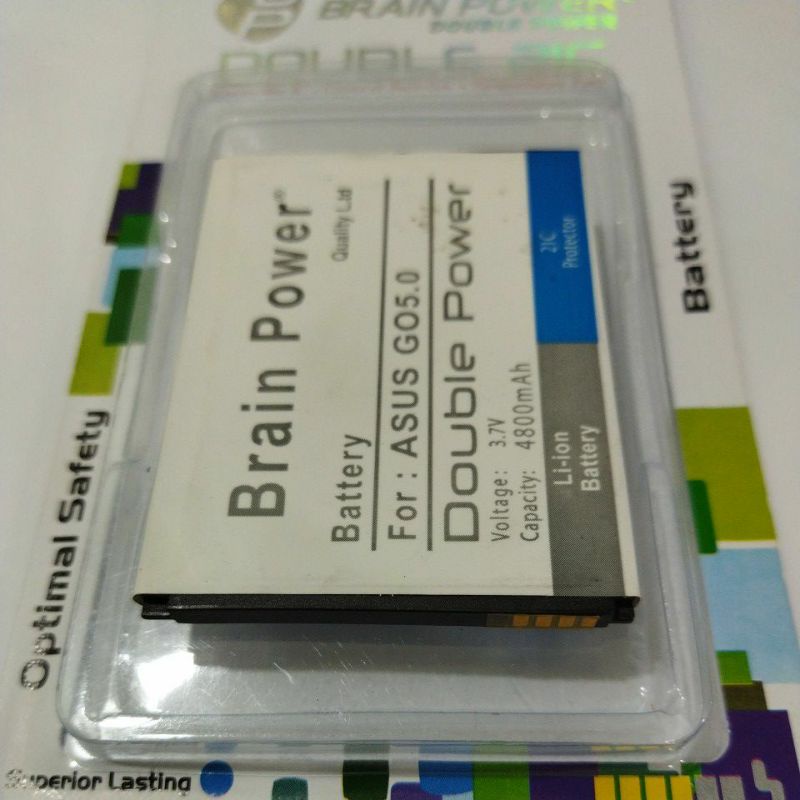 BRAIN POWER
DOUBLE POWER
Brain Power®
Quality Ltd
Battery
For : ASUS GO5.0
Double Power
Voltage : 3.7V
Capacity: 4800mAh
2IC
Protector
Li-ion
Battery
Battery
Optimal Safety
Superior Lasting